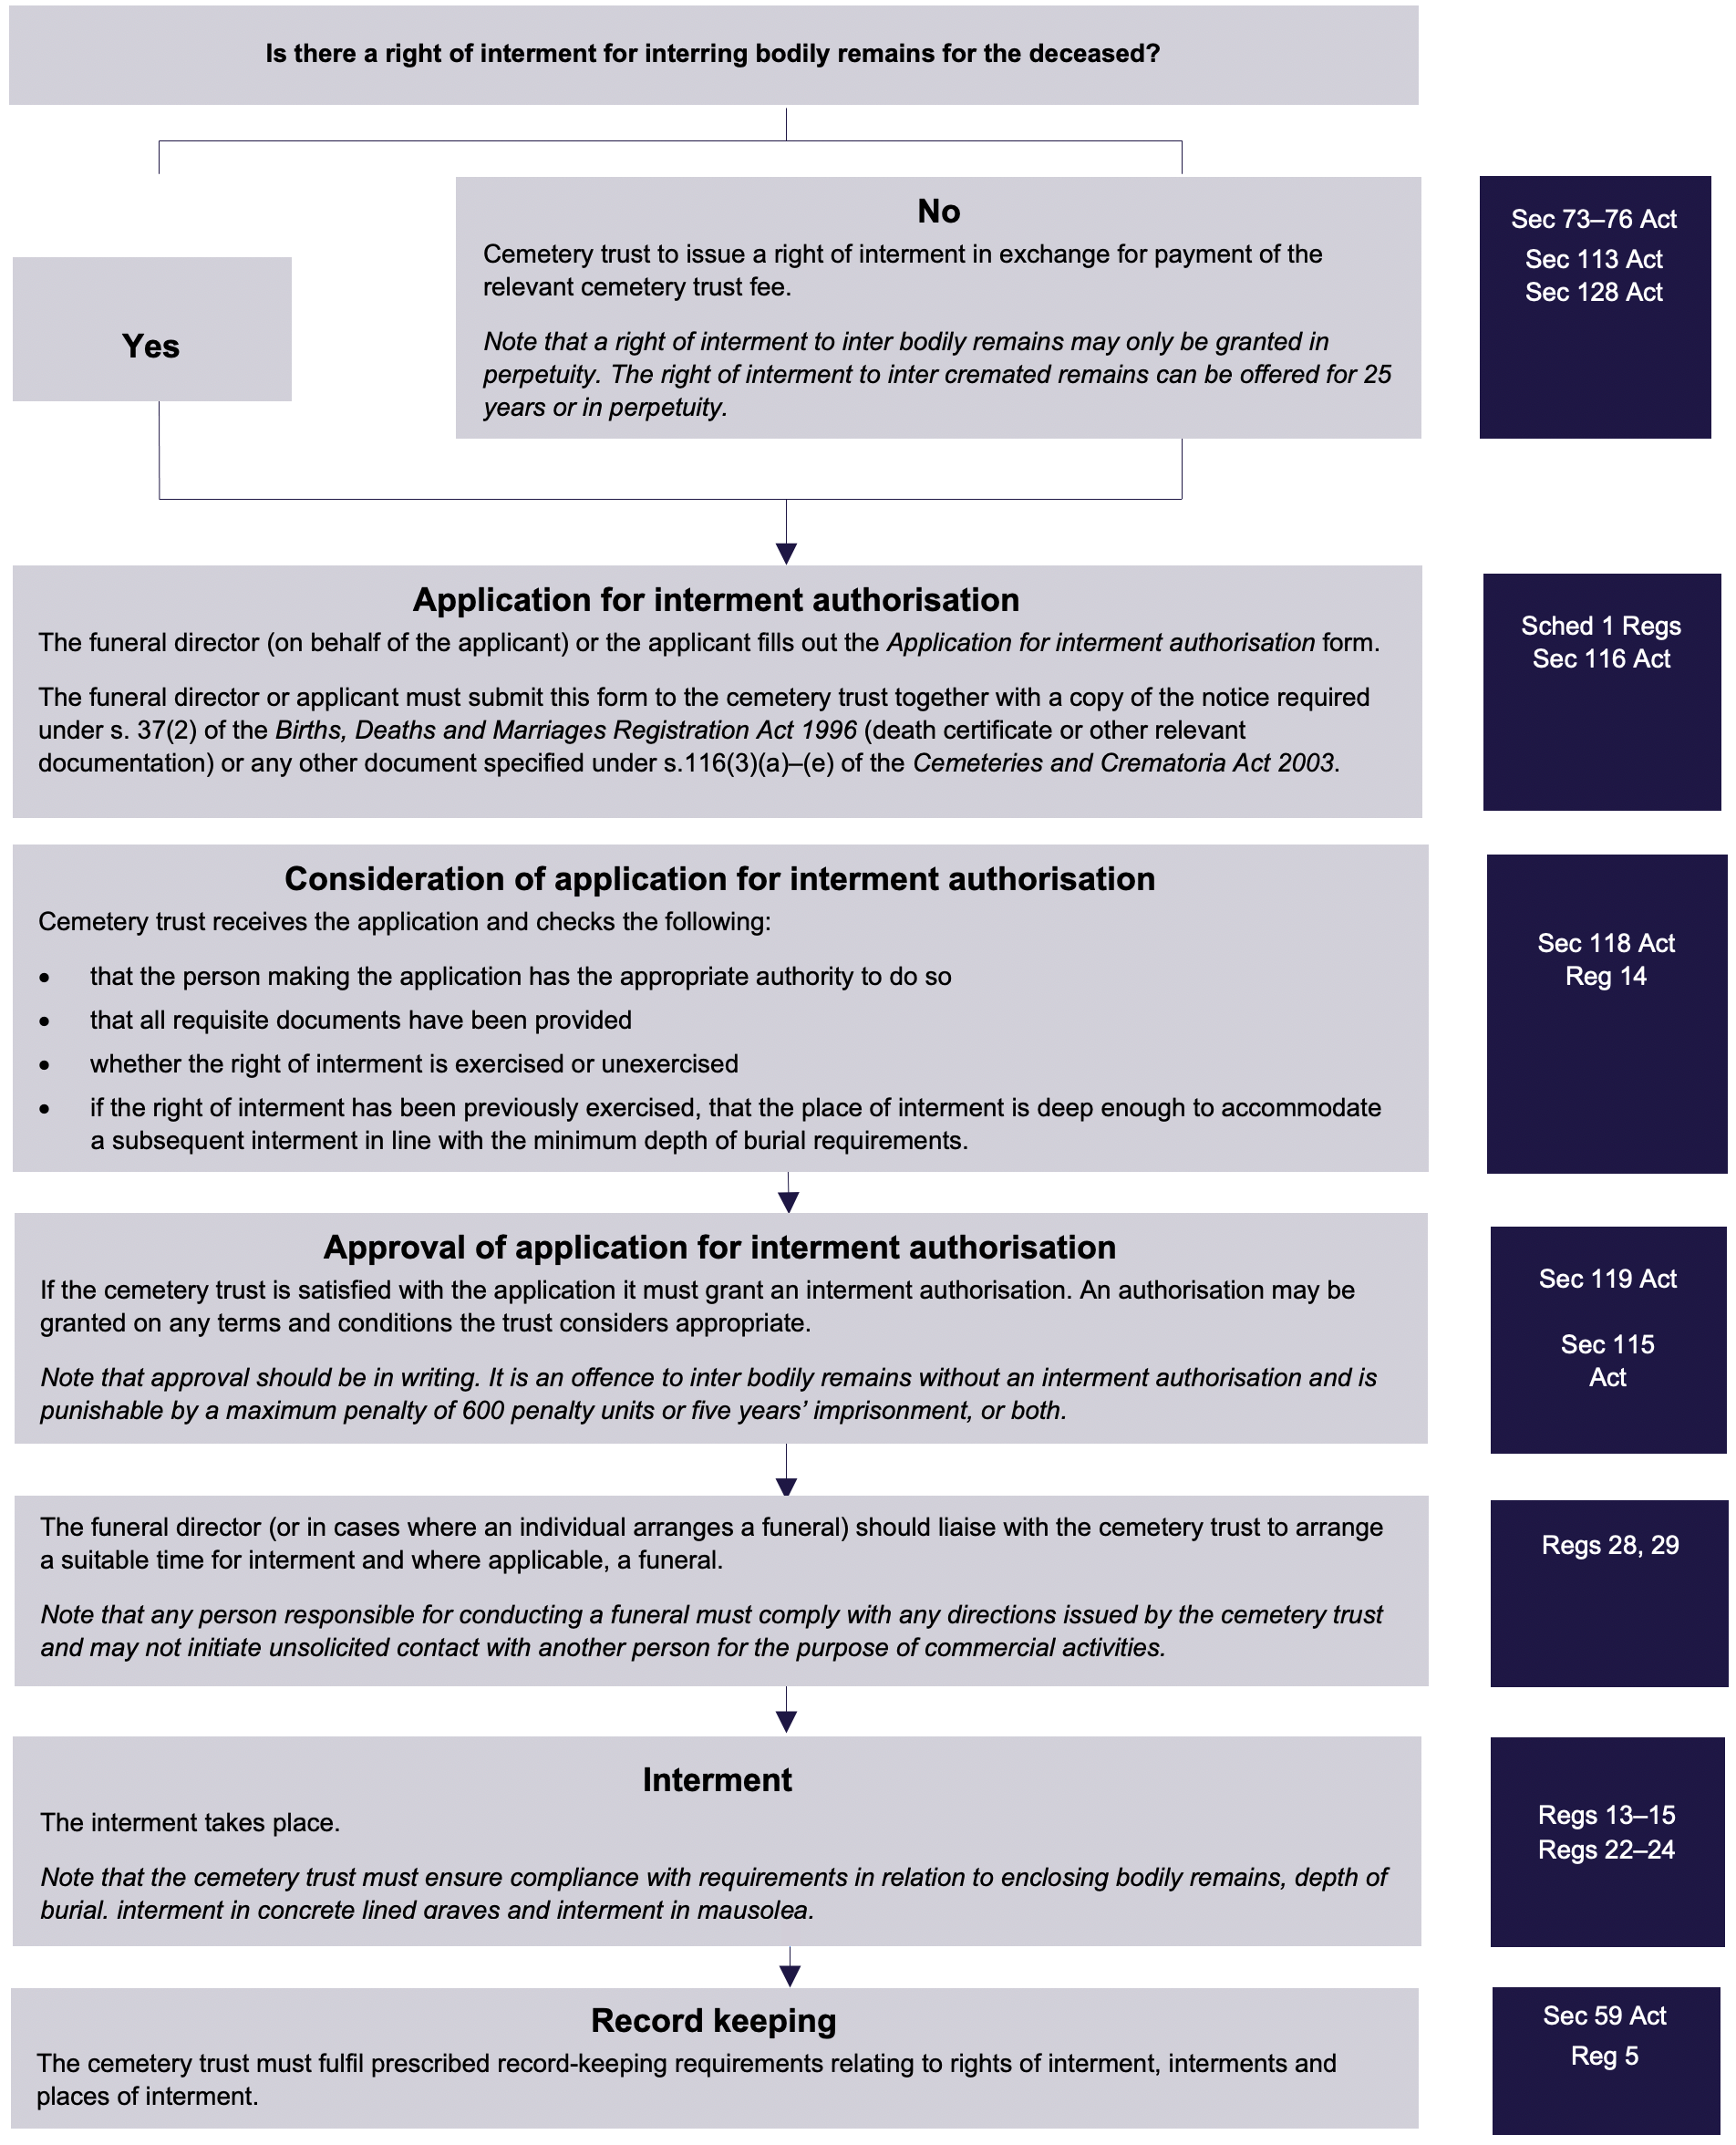 Is there a right of interment for interring bodily remains for the deceased?
No
Cemetery trust to issue a right of interment in exchange for payment of the
relevant cemetery trust fee.
Note that a right of interment to inter bodily remains may only be granted in
perpetuity. The right of interment to inter cremated remains can be offered for 25
years or in perpetuity.
Yes
Sec 73–76 Act
Sec 113 Act
Sec 128 Act
Application for interment authorisation
The funeral director (on behalf of the applicant) or the applicant fills out the Application for interment authorisation form.
The funeral director or applicant must submit this form to the cemetery trust together with a copy of the notice required
under s. 37(2) of the Births, Deaths and Marriages Registration Act 1996 (death certificate or other relevant
documentation) or any other document specified under s.116(3)(a)–(e) of the Cemeteries and Crematoria Act 2003.
Sched 1 Regs
Sec 116 Act
Consideration of application for interment authorisation
Cemetery trust receives the application and checks the following:
• that the person making the application has the appropriate authority to do so
• that all requisite documents have been provided
• whether the right of interment is exercised or unexercised
• if the right of interment has been previously exercised, that the place of interment is deep enough to accommodate
a subsequent interment in line with the minimum depth of burial requirements.
Sec 118 Act
Reg 14
Approval of application for interment authorisation
If the cemetery trust is satisfied with the application it must grant an interment authorisation. An authorisation may be
granted on any terms and conditions the trust considers appropriate.
Note that approval should be in writing. It is an offence to inter bodily remains without an interment authorisation and is
punishable by a maximum penalty of 600 penalty units or five years’ imprisonment, or both.
Sec 119 Act
Sec 115
Act
The funeral director (or in cases where an individual arranges a funeral) should liaise with the cemetery trust to arrange
a suitable time for interment and where applicable, a funeral.
Note that any person responsible for conducting a funeral must comply with any directions issued by the cemetery trust
and may not initiate unsolicited contact with another person for the purpose of commercial activities.
Regs 28, 29
Interment
The interment takes place.
Note that the cemetery trust must ensure compliance with requirements in relation to enclosing bodily remains, depth of
burial, interment in concrete lined graves and interment in mausolea.
Regs 13–15
Regs 22–24
Record keeping
The cemetery trust must fulfil prescribed record-keeping requirements relating to rights of interment, interments and
places of interment.
Sec 59 Act
Reg 5